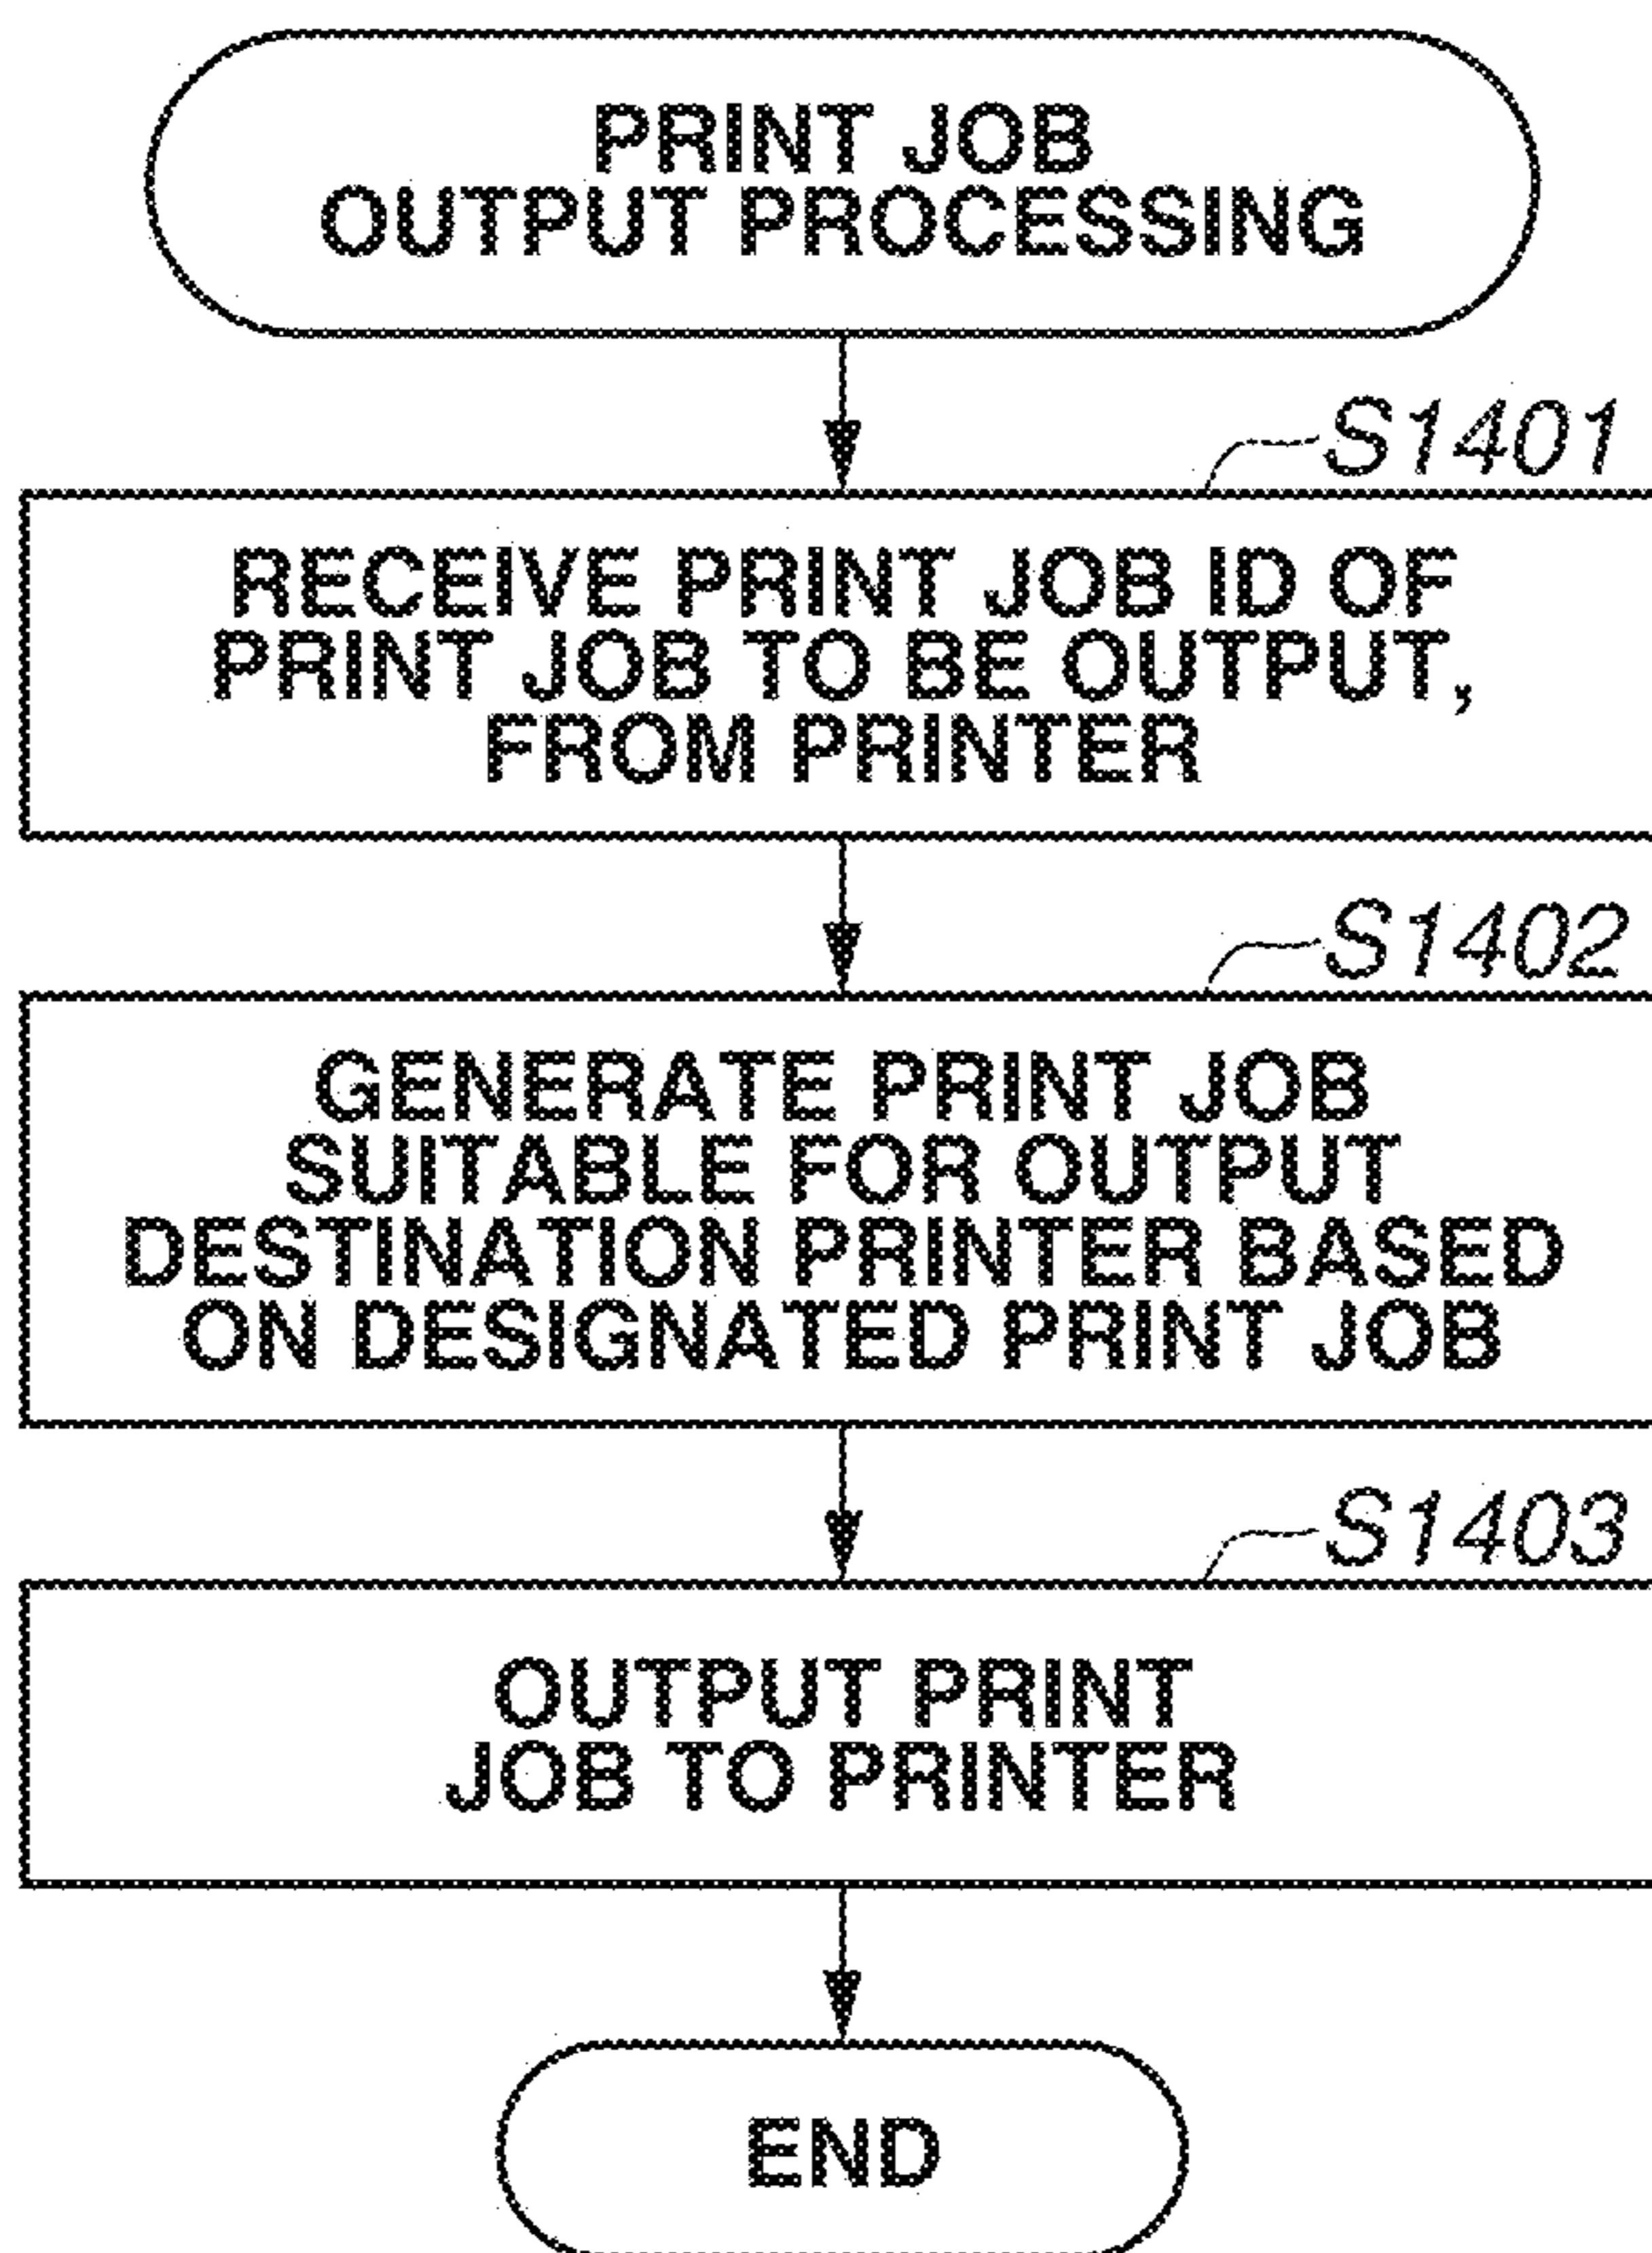 PRINT JOB
OUTPUT PROCESSING
S1401
RECEIVE PRINT JOB ID OF
PRINT JOB TO BE OUTPUT,
FROM PRINTER
S1402
GENERATE PRINT JOB
SUITABLE FOR OUTPUT
DESTINATION PRINTER BASED
ON DESIGNATED PRINT JOB
S1403
OUTPUT PRINT
JOB TO PRINTER
END